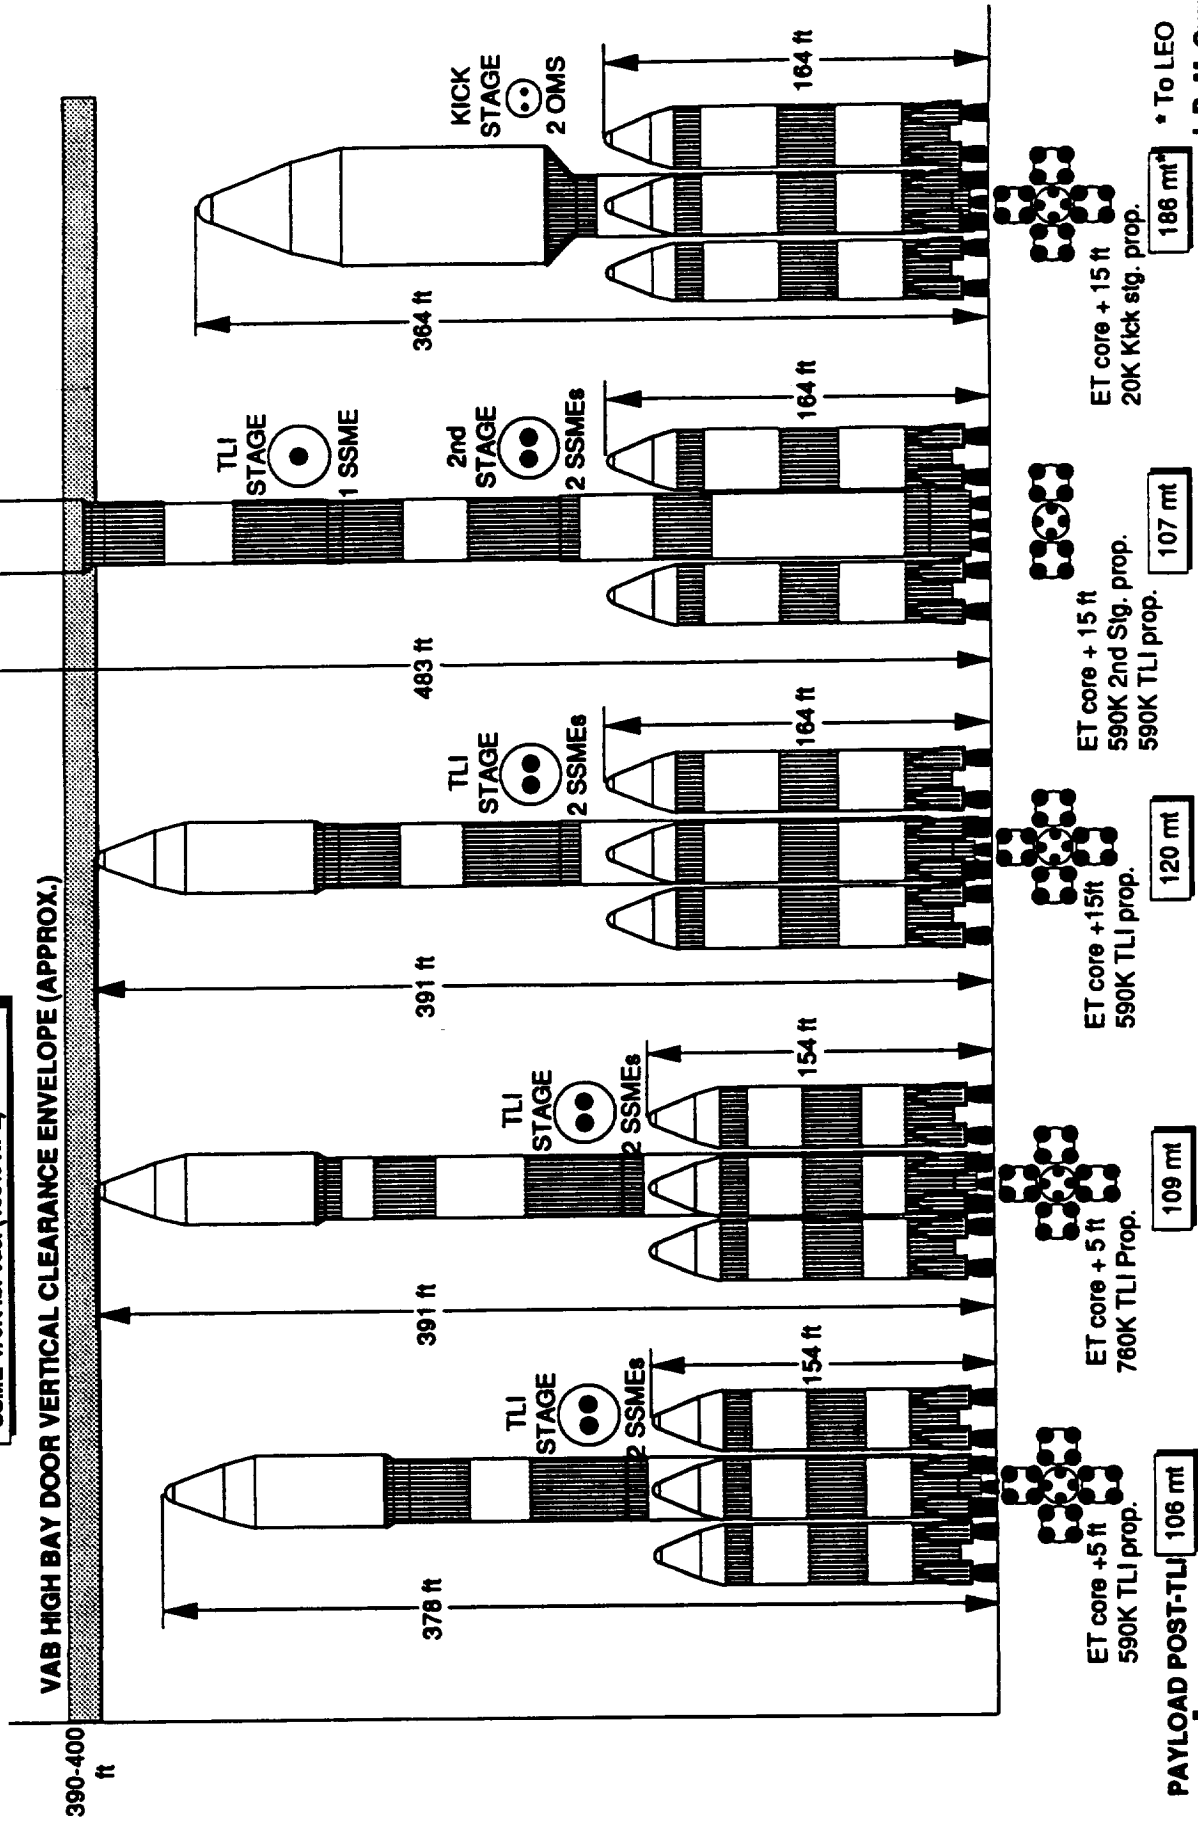 VAB HIGH BAY DOOR VERTICAL CLEARANCE ENVELOPE (APPROX.)
390-400
ft
378 ft
TLI
STAGE
2 SSMEs
154 ft
391 ft
TLI
STAGE
2 SSMEs
154 ft
391 ft
TLI
STAGE
2 SSMEs
164 ft
483 ft
TLI
STAGE
1 SSME
2nd
STAGE
2 SSMEs
164 ft
364 ft
KICK
STAGE
2 OMS
164 ft
ET core +5 ft
590K TLI prop.
ET core + 5 ft
760K TLI Prop.
ET core +15ft
590K TLI prop.
ET core + 15 ft
590K 2nd Stg. prop.
590K TLI prop.
ET core + 15 ft
20K Kick stg. prop.
PAYLOAD POST-TLI
106 mt
109 mt
120 mt
107 mt
186 mt*
* To LEO